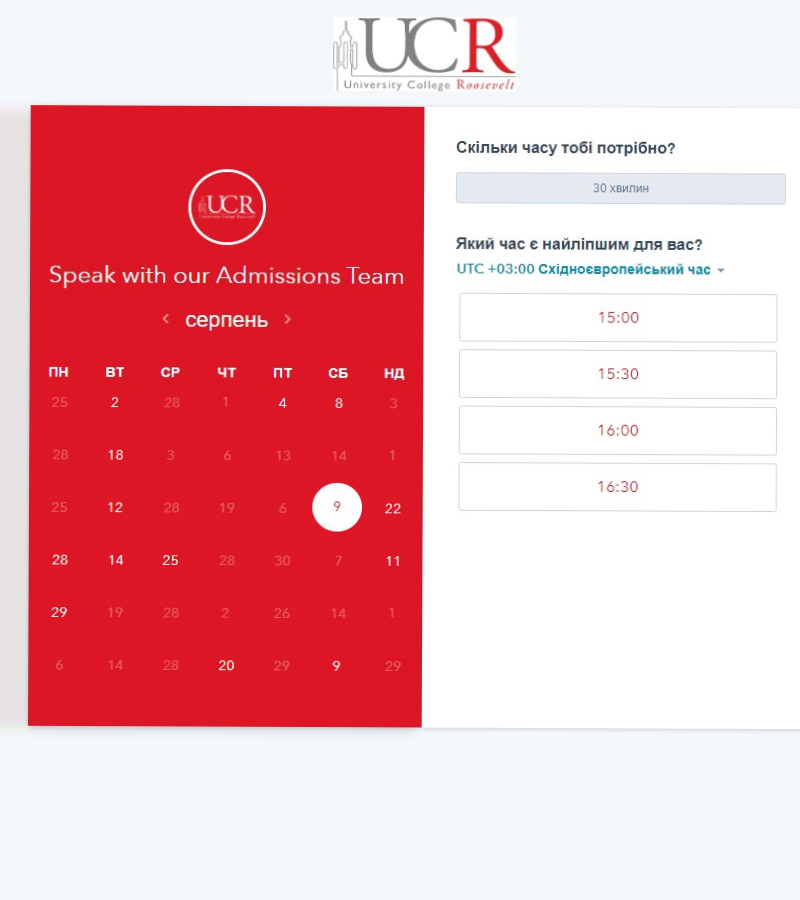 UCR
University College Roosevelt
UCR
University College Roosevelt
Speak with our Admissions Team
серпень
ПН ВТ СР ЧТ ПТ СБ НД
25 2 28 1 4 8 3
28 18 3 6 13 14 1
25 12 28 19 6 9 22
28 14 25 28 30 7 11
29 19 28 2 26 14 1
6 14 28 20 29 9 29
Скільки часу тобі потрібно?
30 хвилин
Який час є найліпшим для вас?
UTC +03:00 Східноєвропейський час
15:00
15:30
16:00
16:30